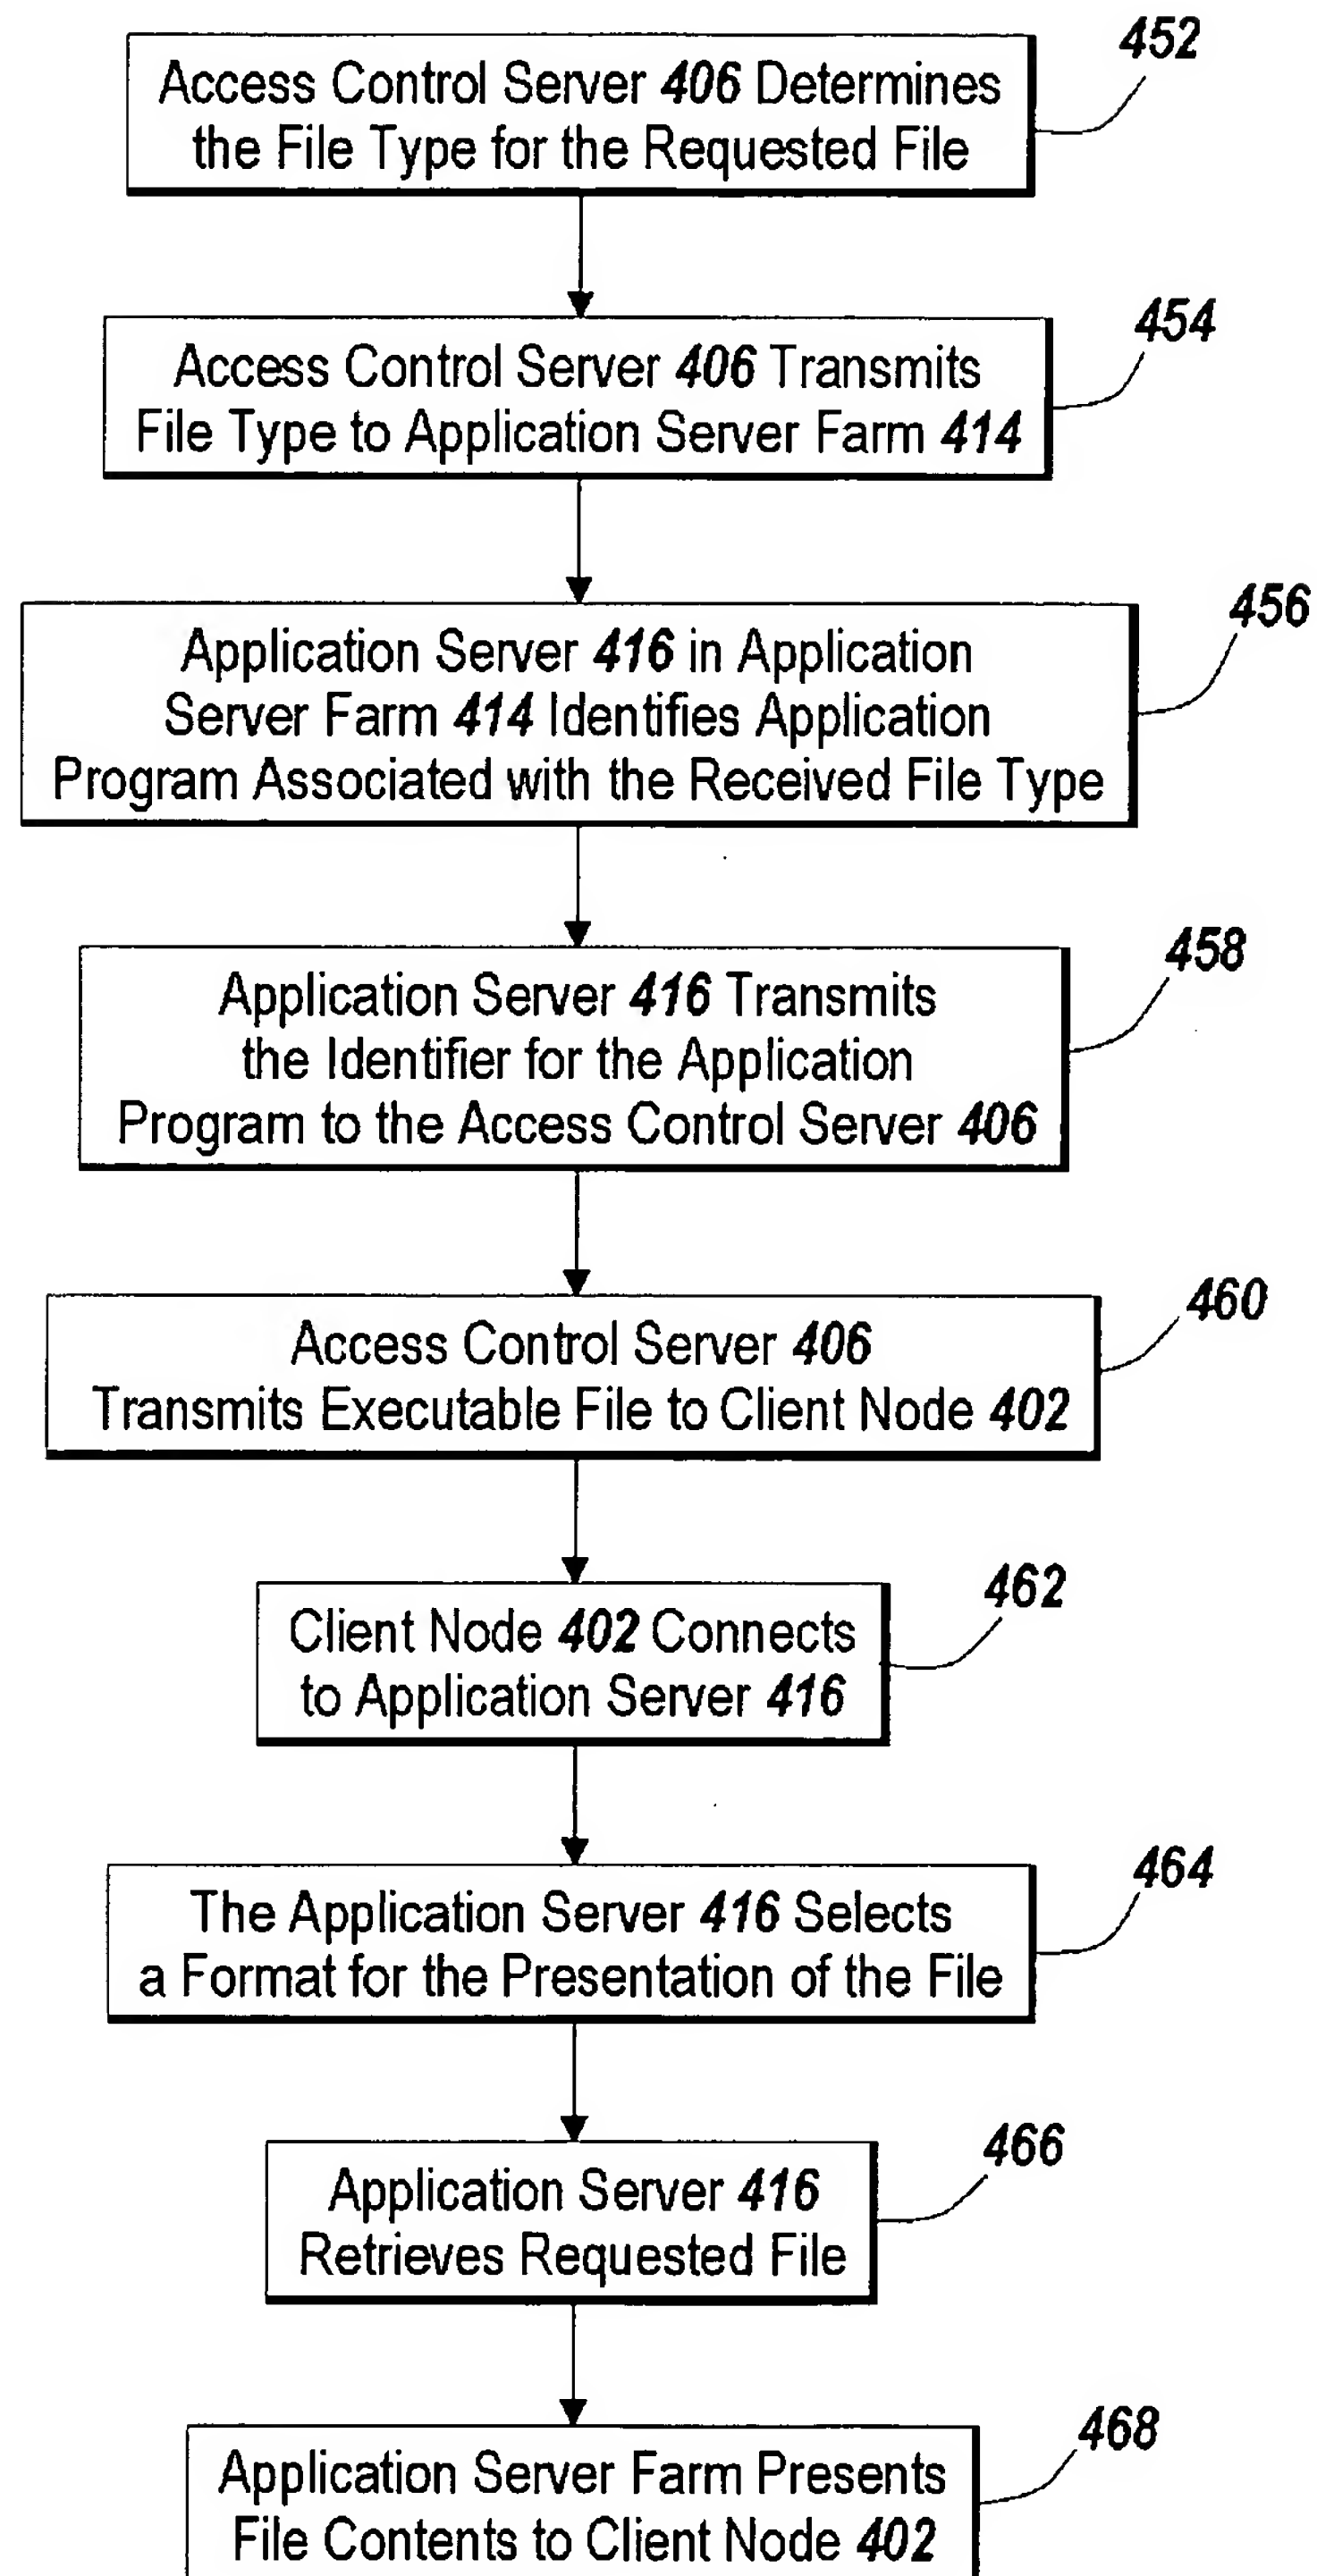 452
Access Control Server 406 Determines
the File Type for the Requested File
454
Access Control Server 406 Transmits
File Type to Application Server Farm 414
456
Application Server 416 in Application
Server Farm 414 Identifies Application
Program Associated with the Received File Type
458
Application Server 416 Transmits
the Identifier for the Application
Program to the Access Control Server 406
460
Access Control Server 406
Transmits Executable File to Client Node 402
462
Client Node 402 Connects
to Application Server 416
464
The Application Server 416 Selects
a Format for the Presentation of the File
466
Application Server 416
Retrieves Requested File
468
Application Server Farm Presents
File Contents to Client Node 402